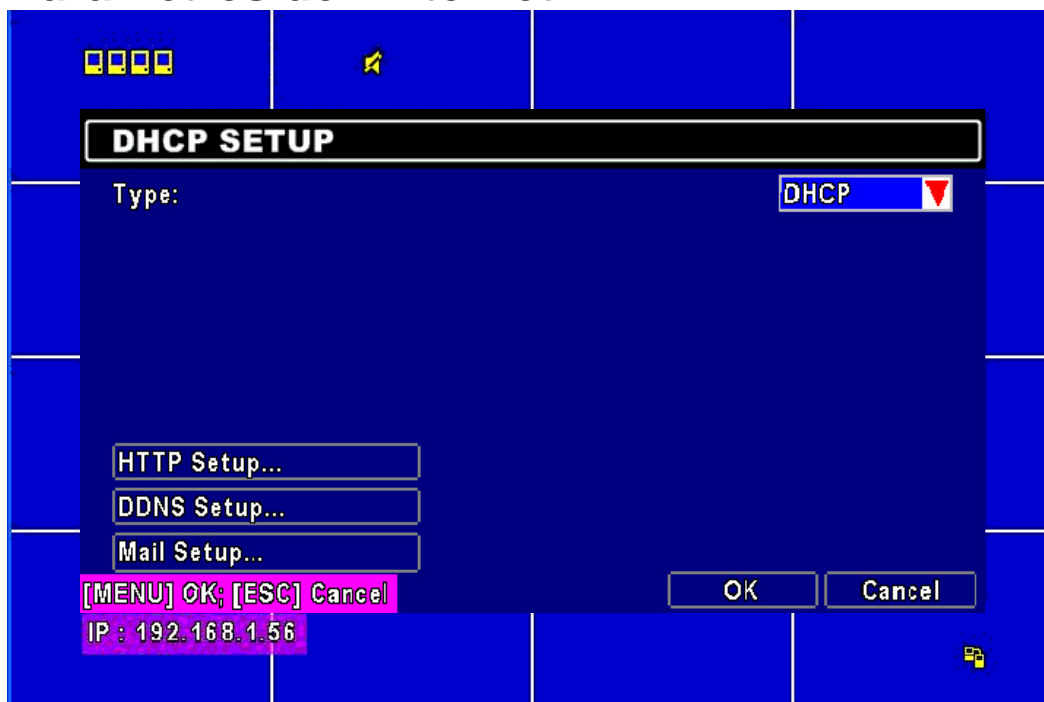 DHCP SETUP
Type:
DHCP
HTTP Setup...
DDNS Setup...
Mail Setup...
[MENU] OK; [ESC] Cancel
OK
Cancel
IP : 192.168.1.56